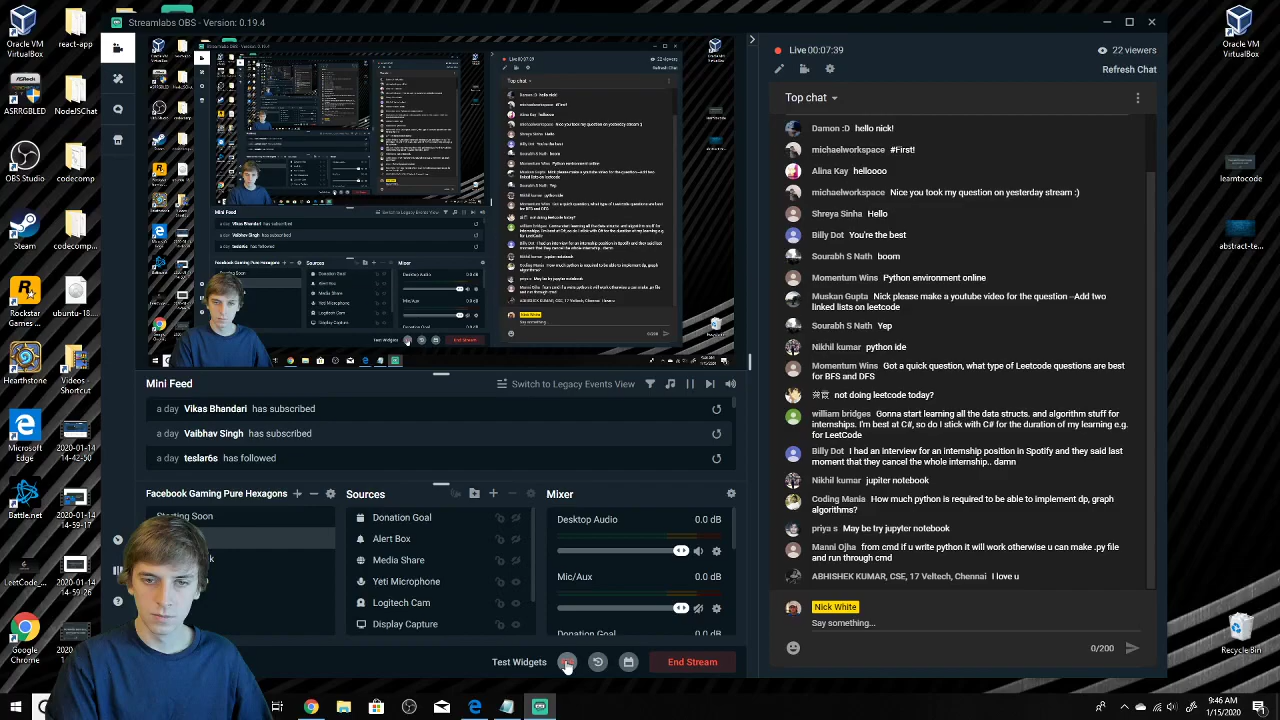 Streamlabs OBS - Version: 0.19.4
Oracle VM
VirtualBox
react-app
ASRock
ASPR5BLED
NodeJSChat
OBS Studio
nodejs
codecomp
Steam
codecomp...
Rockstar
Games ...
ubuntu-18...
Hearthstone
Videos -
Shortcut
Microsoft
Edge
2020-01-14
14-42-50
Battle.net
2020-01-14
14-59-17
LeetCode_...
2020-01-14
14-59-26
Google
Chrome
Mini Feed
Switch to Legacy Events View
a day Vikas Bhandari has subscribed
a day Vaibhav Singh has subscribed
a day teslar6s has followed
Facebook Gaming Pure Hexagons
Starting Soon
Sources
Donation Goal
Alert Box
Media Share
Yeti Microphone
Logitech Cam
Display Capture
Mixer
Desktop Audio 0.0 dB
Mic/Aux 0.0 dB
Donation Goal
Test Widgets
End Stream
Live 00:07:39
22 viewers
Refresh Chat
Top chat
Damon :D hello nick!
michaelworkspace #First!
Alina Kay helloooo
michaelworkspace Nice you took my question on yesterday stream :)
Shreya Sinha Hello
Billy Dot You're the best
Sourabh S Nath boom
Momentum Wins Python environment online
Muskan Gupta Nick please make a youtube video for the question --Add two
linked lists on leetcode
Sourabh S Nath Yep
Nikhil kumar python ide
Momentum Wins Got a quick question, what type of Leetcode questions are best
for BFS and DFS
not doing leetcode today?
william bridges Gonna start learning all the data structs. and algorithm stuff for
internships. I'm best at C#, so do I stick with C# for the duration of my learning e.g.
for LeetCode
Billy Dot I had an interview for an internship position in Spotify and they said last
moment that they cancel the whole internship.. damn
Nikhil kumar jupiter notebook
Coding Mania How much python is required to be able to implement dp, graph
algorithms?
priya s May be try jupyter notebook
Manni Ojha from cmd if u write python it will work otherwise u can make .py file
and run through cmd
ABHISHEK KUMAR, CSE, 17 Veltech, Chennai I love u
Nick White
Say something...
0/200
Oracle VM
VirtualBox
learntocode
abstract-te...
Recycle Bin
9:46 AM
1/15/2020